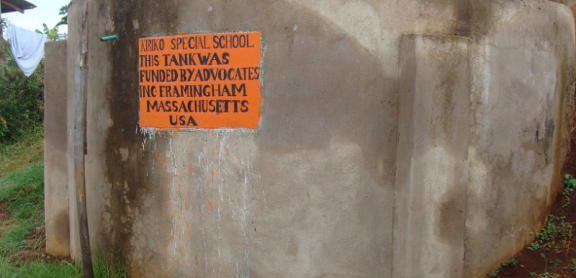 KIRIKO SPECIAL SCHOOL
THIS TANK WAS
FUNDED BY ADVOCATES
INC FRAMINGHAM
MASSACHUSETTS
USA